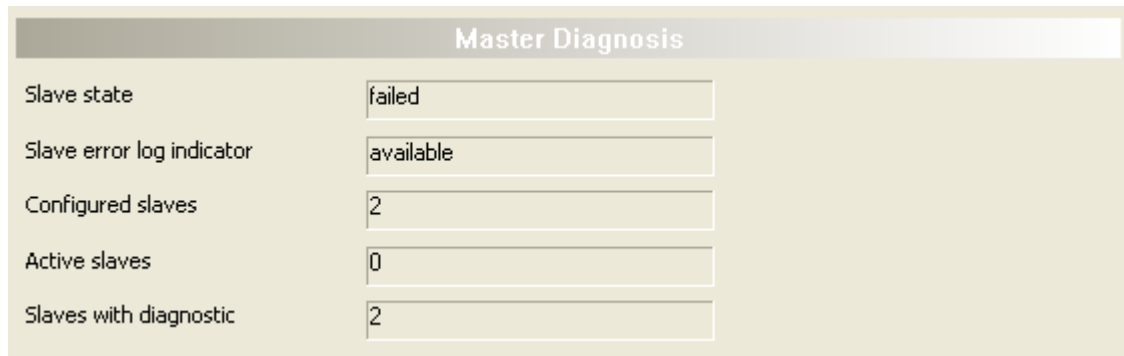 Master Diagnosis
Slave state failed
Slave error log indicator available
Configured slaves 2
Active slaves 0
Slaves with diagnostic 2